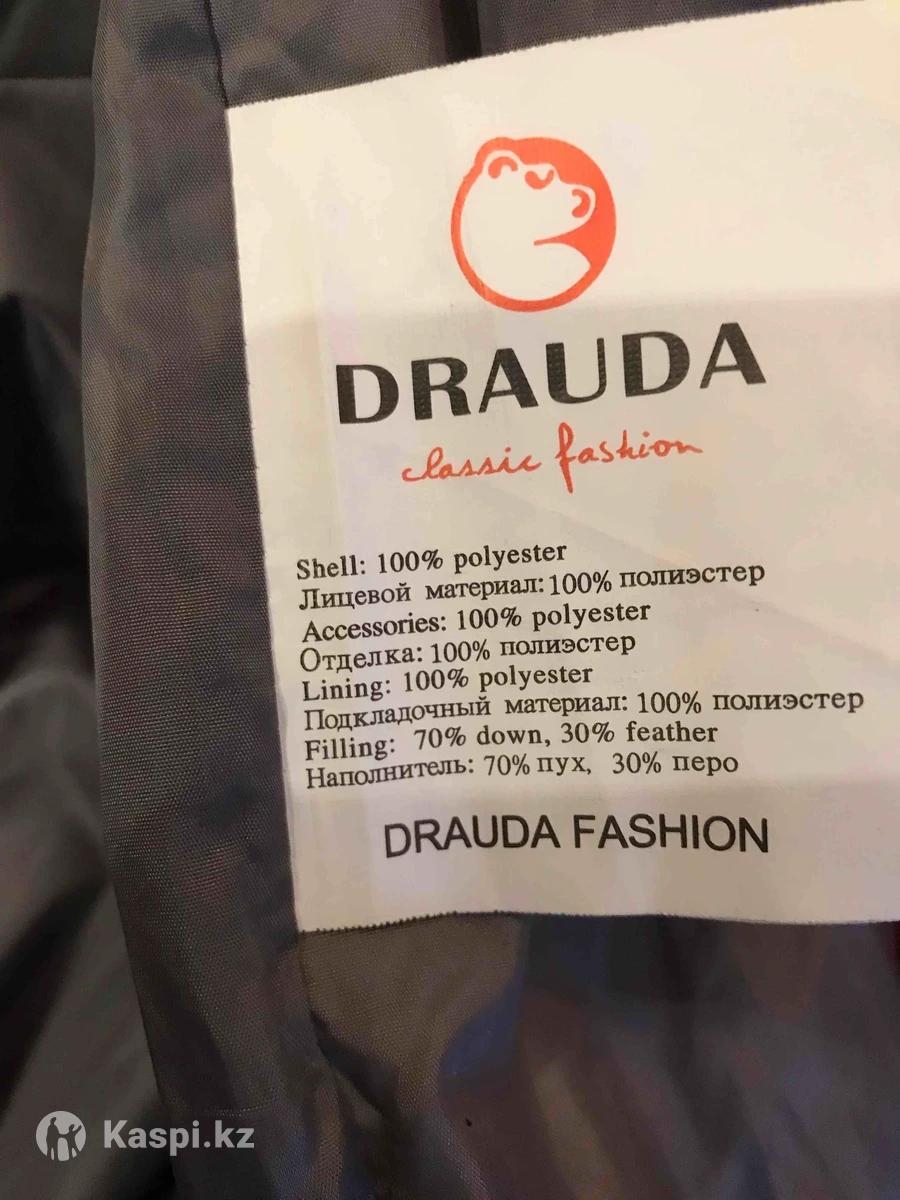 DRAUDA
classic fashion
Shell: 100% polyester
Лицевой материал: 100% полиэстер
Accessories: 100% polyester
Отделка: 100% полиэстер
Lining: 100% polyester
Подкладочный материал: 100% полиэстер
Filling: 70% down, 30% feather
Наполнитель: 70% пух, 30% перо
DRAUDA FASHION
Kaspi.kz